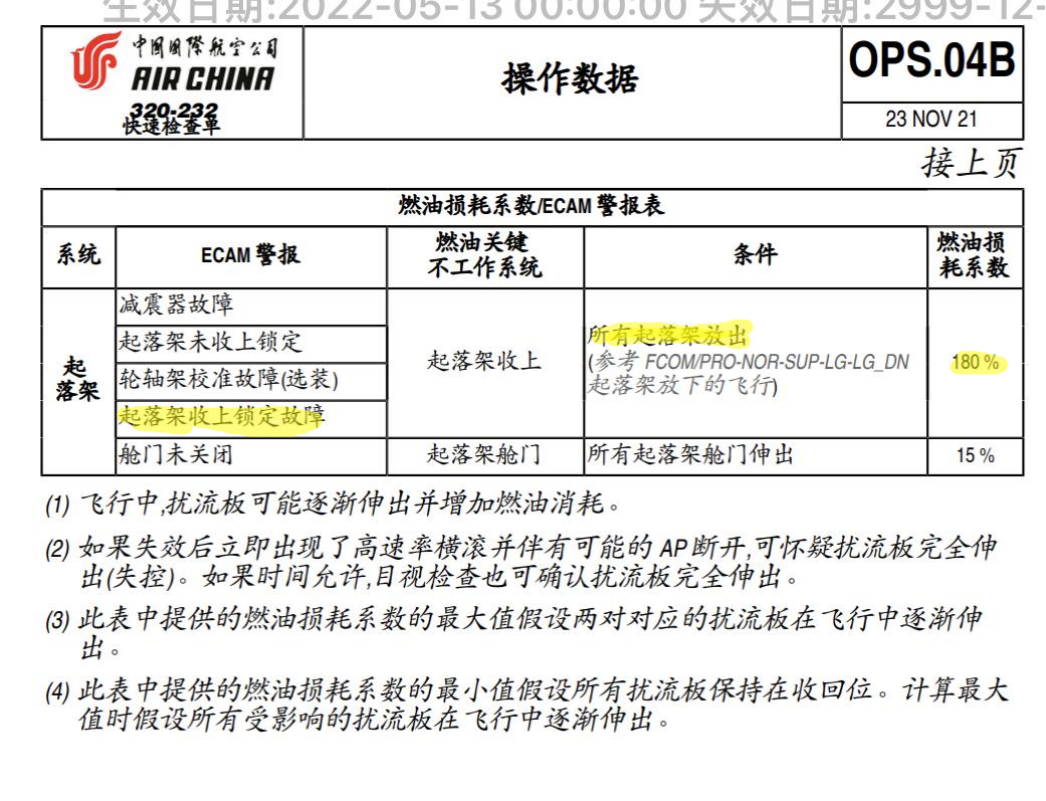 生效日期:2022-05-13 00:00:00 失效日期:2999-12-
中國國際航空公司
AIR CHINA
320-232
快速检查单
操作数据
OPS.04B
23 NOV 21
接上页
燃油损耗系数/ECAM 警报表
系统
ECAM 警报
燃油关键
不工作系统
条件
燃油损
耗系数
起
落架
减震器故障
起落架未收上锁定
轮轴架校准故障(选装)
起落架收上锁定故障
起落架收上
所有起落架放出
(参考 FCOM/PRO-NOR-SUP-LG-LG_DN
起落架放下的飞行)
180 %
舱门未关闭
起落架舱门
所有起落架舱门伸出
15 %
(1) 飞行中,扰流板可能逐渐伸出并增加燃油消耗。
(2) 如果失效后立即出现了高速率横滚并伴有可能的 AP 断开,可怀疑扰流板完全伸
出(失控)。如果时间允许,目视检查也可确认扰流板完全伸出。
(3) 此表中提供的燃油损耗系数的最大值假设两对对应的扰流板在飞行中逐渐伸
出。
(4) 此表中提供的燃油损耗系数的最小值假设所有扰流板保持在收回位。计算最大
值时假设所有受影响的扰流板在飞行中逐渐伸出。